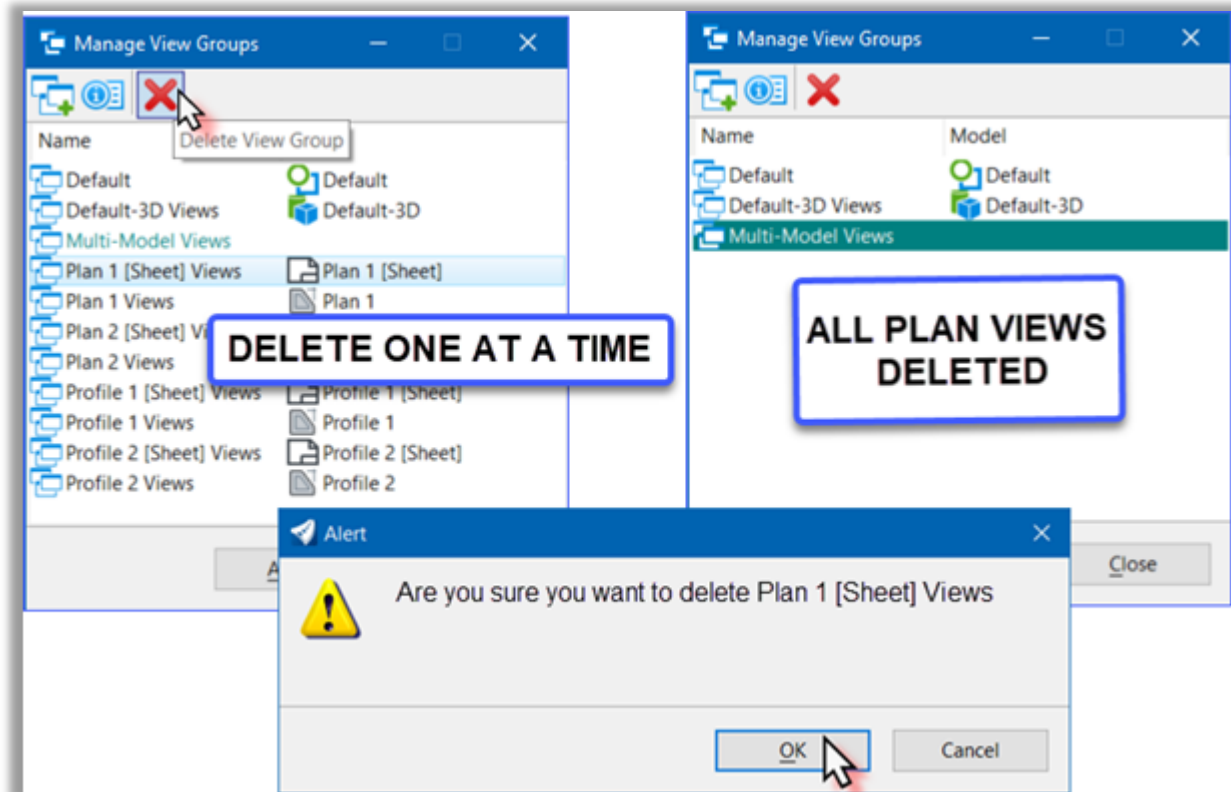 Manage View Groups
Delete View Group
Name
Default Default
Default-3D Views Default-3D
Multi-Model Views
Plan 1 [Sheet] Views Plan 1 [Sheet]
Plan 1 Views Plan 1
Plan 2 [Sheet]
Plan 2 Views
Profile 1 [Sheet] Views Profile 1 [Sheet]
Profile 1 Views Profile 1
Profile 2 [Sheet] Views Profile 2 [Sheet]
Profile 2 Views Profile 2
DELETE ONE AT A TIME
Manage View Groups
Name Model
Default Default
Default-3D Views Default-3D
Multi-Model Views
ALL PLAN VIEWS
DELETED
Close
Alert
Are you sure you want to delete Plan 1 [Sheet] Views
OK Cancel